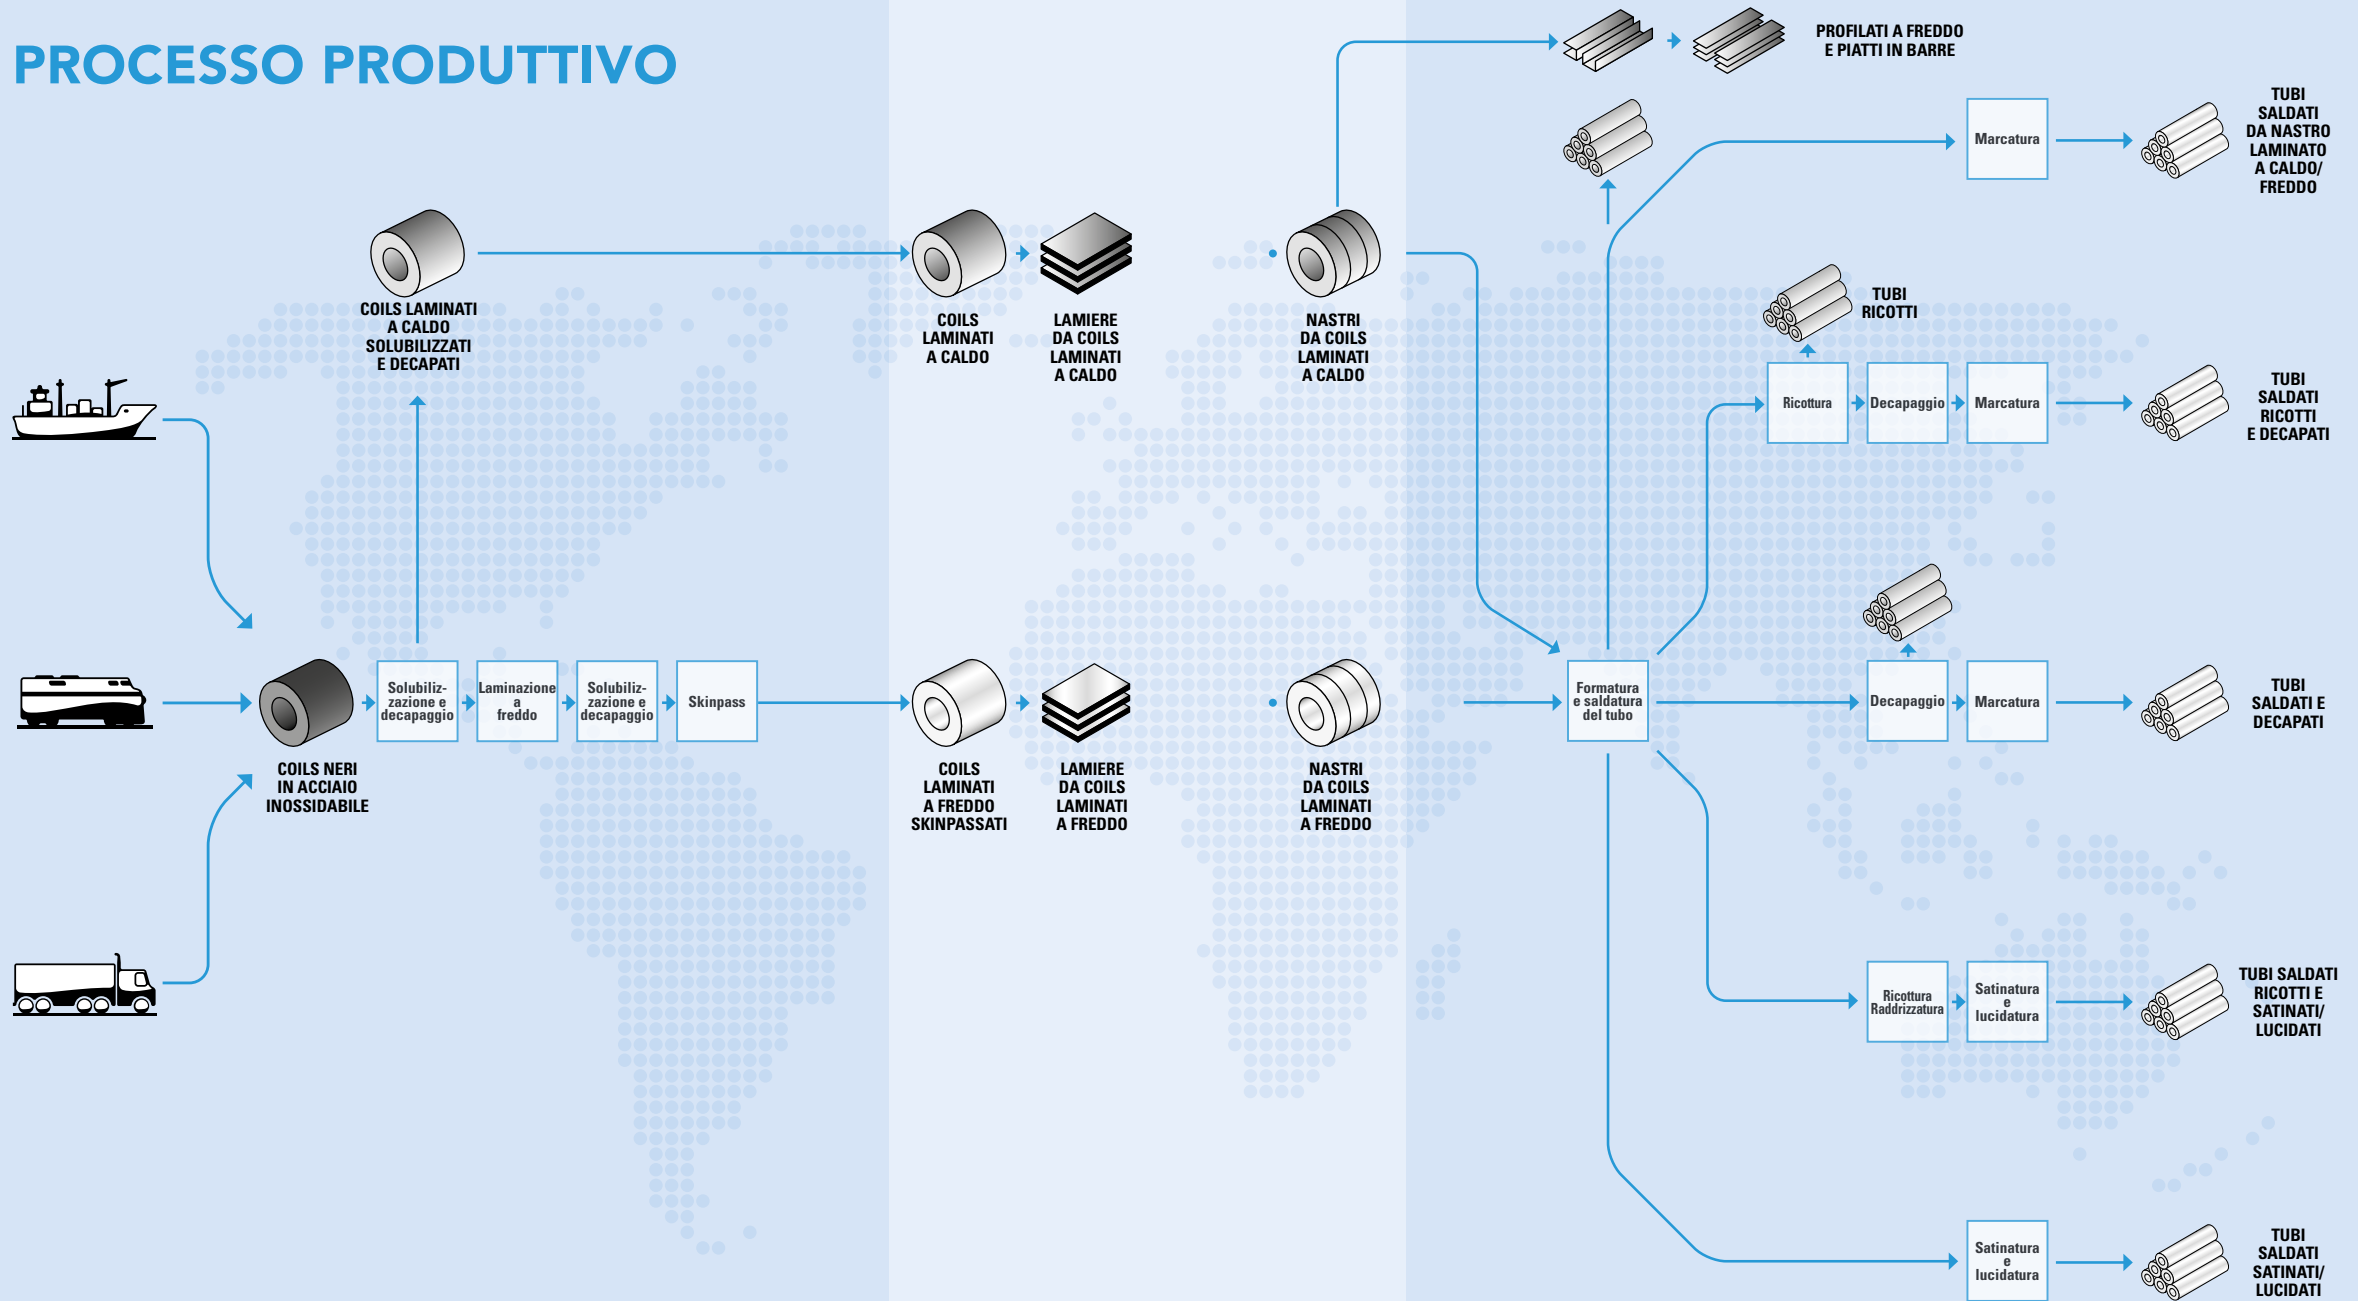 PROCESSO PRODUTTIVO
PROFILATI A FREDDO
E PIATTI IN BARRE
Marcatura
TUBI
SALDATI
DA NASTRO
LAMINATO
A CALDO/
FREDDO
COILS LAMINATI
A CALDO
SOLUBILIZZATI
E DECAPATI
COILS
LAMINATI
A CALDO
LAMIERE
DA COILS
LAMINATI
A CALDO
NASTRI
DA COILS
LAMINATI
A CALDO
TUBI
RICOTTI
Ricottura
Decapaggio
Marcatura
TUBI
SALDATI
RICOTTI
E DECAPATI
COILS NERI
IN ACCIAIO
INOSSIDABILE
Solubiliz-
zazione e
decapaggio
Laminazione
a
freddo
Solubiliz-
zazione e
decapaggio
Skinpass
COILS
LAMINATI
A FREDDO
SKINPASSATI
LAMIERE
DA COILS
LAMINATI
A FREDDO
NASTRI
DA COILS
LAMINATI
A FREDDO
Formatura
e saldatura
del tubo
Decapaggio
Marcatura
TUBI
SALDATI E
DECAPATI
Ricottura
Raddrizzatura
Satinatura
e
lucidatura
TUBI SALDATI
RICOTTI E
SATINATI/
LUCIDATI
Satinatura
e
lucidatura
TUBI
SALDATI
SATINATI/
LUCIDATI